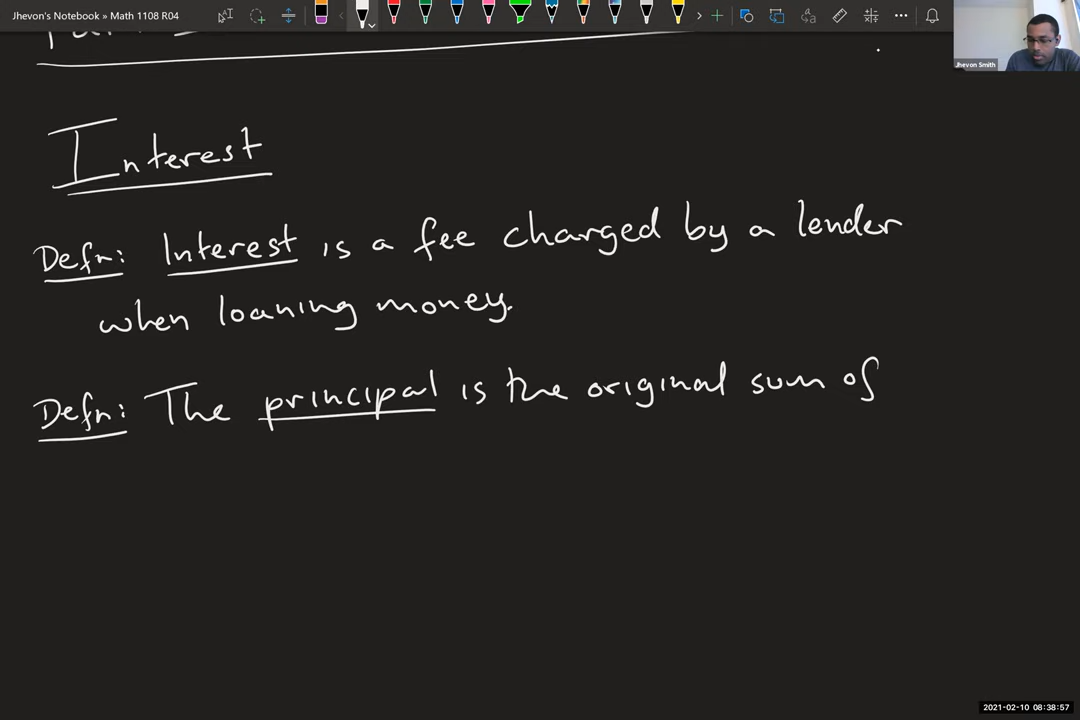 Jhevon's Notebook » Math 1108 R04
Jhevon Smith
Interest
Defn: Interest is a fee charged by a lender
when loaning money.
Defn: The principal is the original sum of
2021-02-10 08:38:57